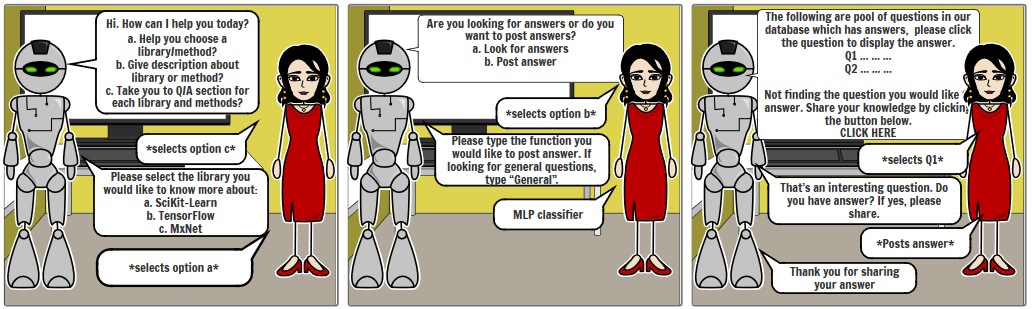 Hi. How can I help you today?
a. Help you choose a
library/method?
b. Give description about
library or method?
c. Take you to Q/A section for
each library and methods?
*selects option c*
Please select the library you
would like to know more about:
a. SciKit-Learn
b. TensorFlow
c. MxNet
*selects option a*
Are you looking for answers or do you
want to post answers?
a. Look for answers
b. Post answer
*selects option b*
Please type the function you
would like to post answer. If
looking for general questions,
type “General”.
MLP classifier
The following are pool of questions in our
database which has answers, please click
the question to display the answer.
Q1 ... ... ...
Q2 ... ... ...
Not finding the question you would like
answer. Share your knowledge by clicking
the button below.
CLICK HERE
*selects Q1*
That's an interesting question. Do
you have answer? If yes, please
share.
*Posts answer*
Thank you for sharing
your answer